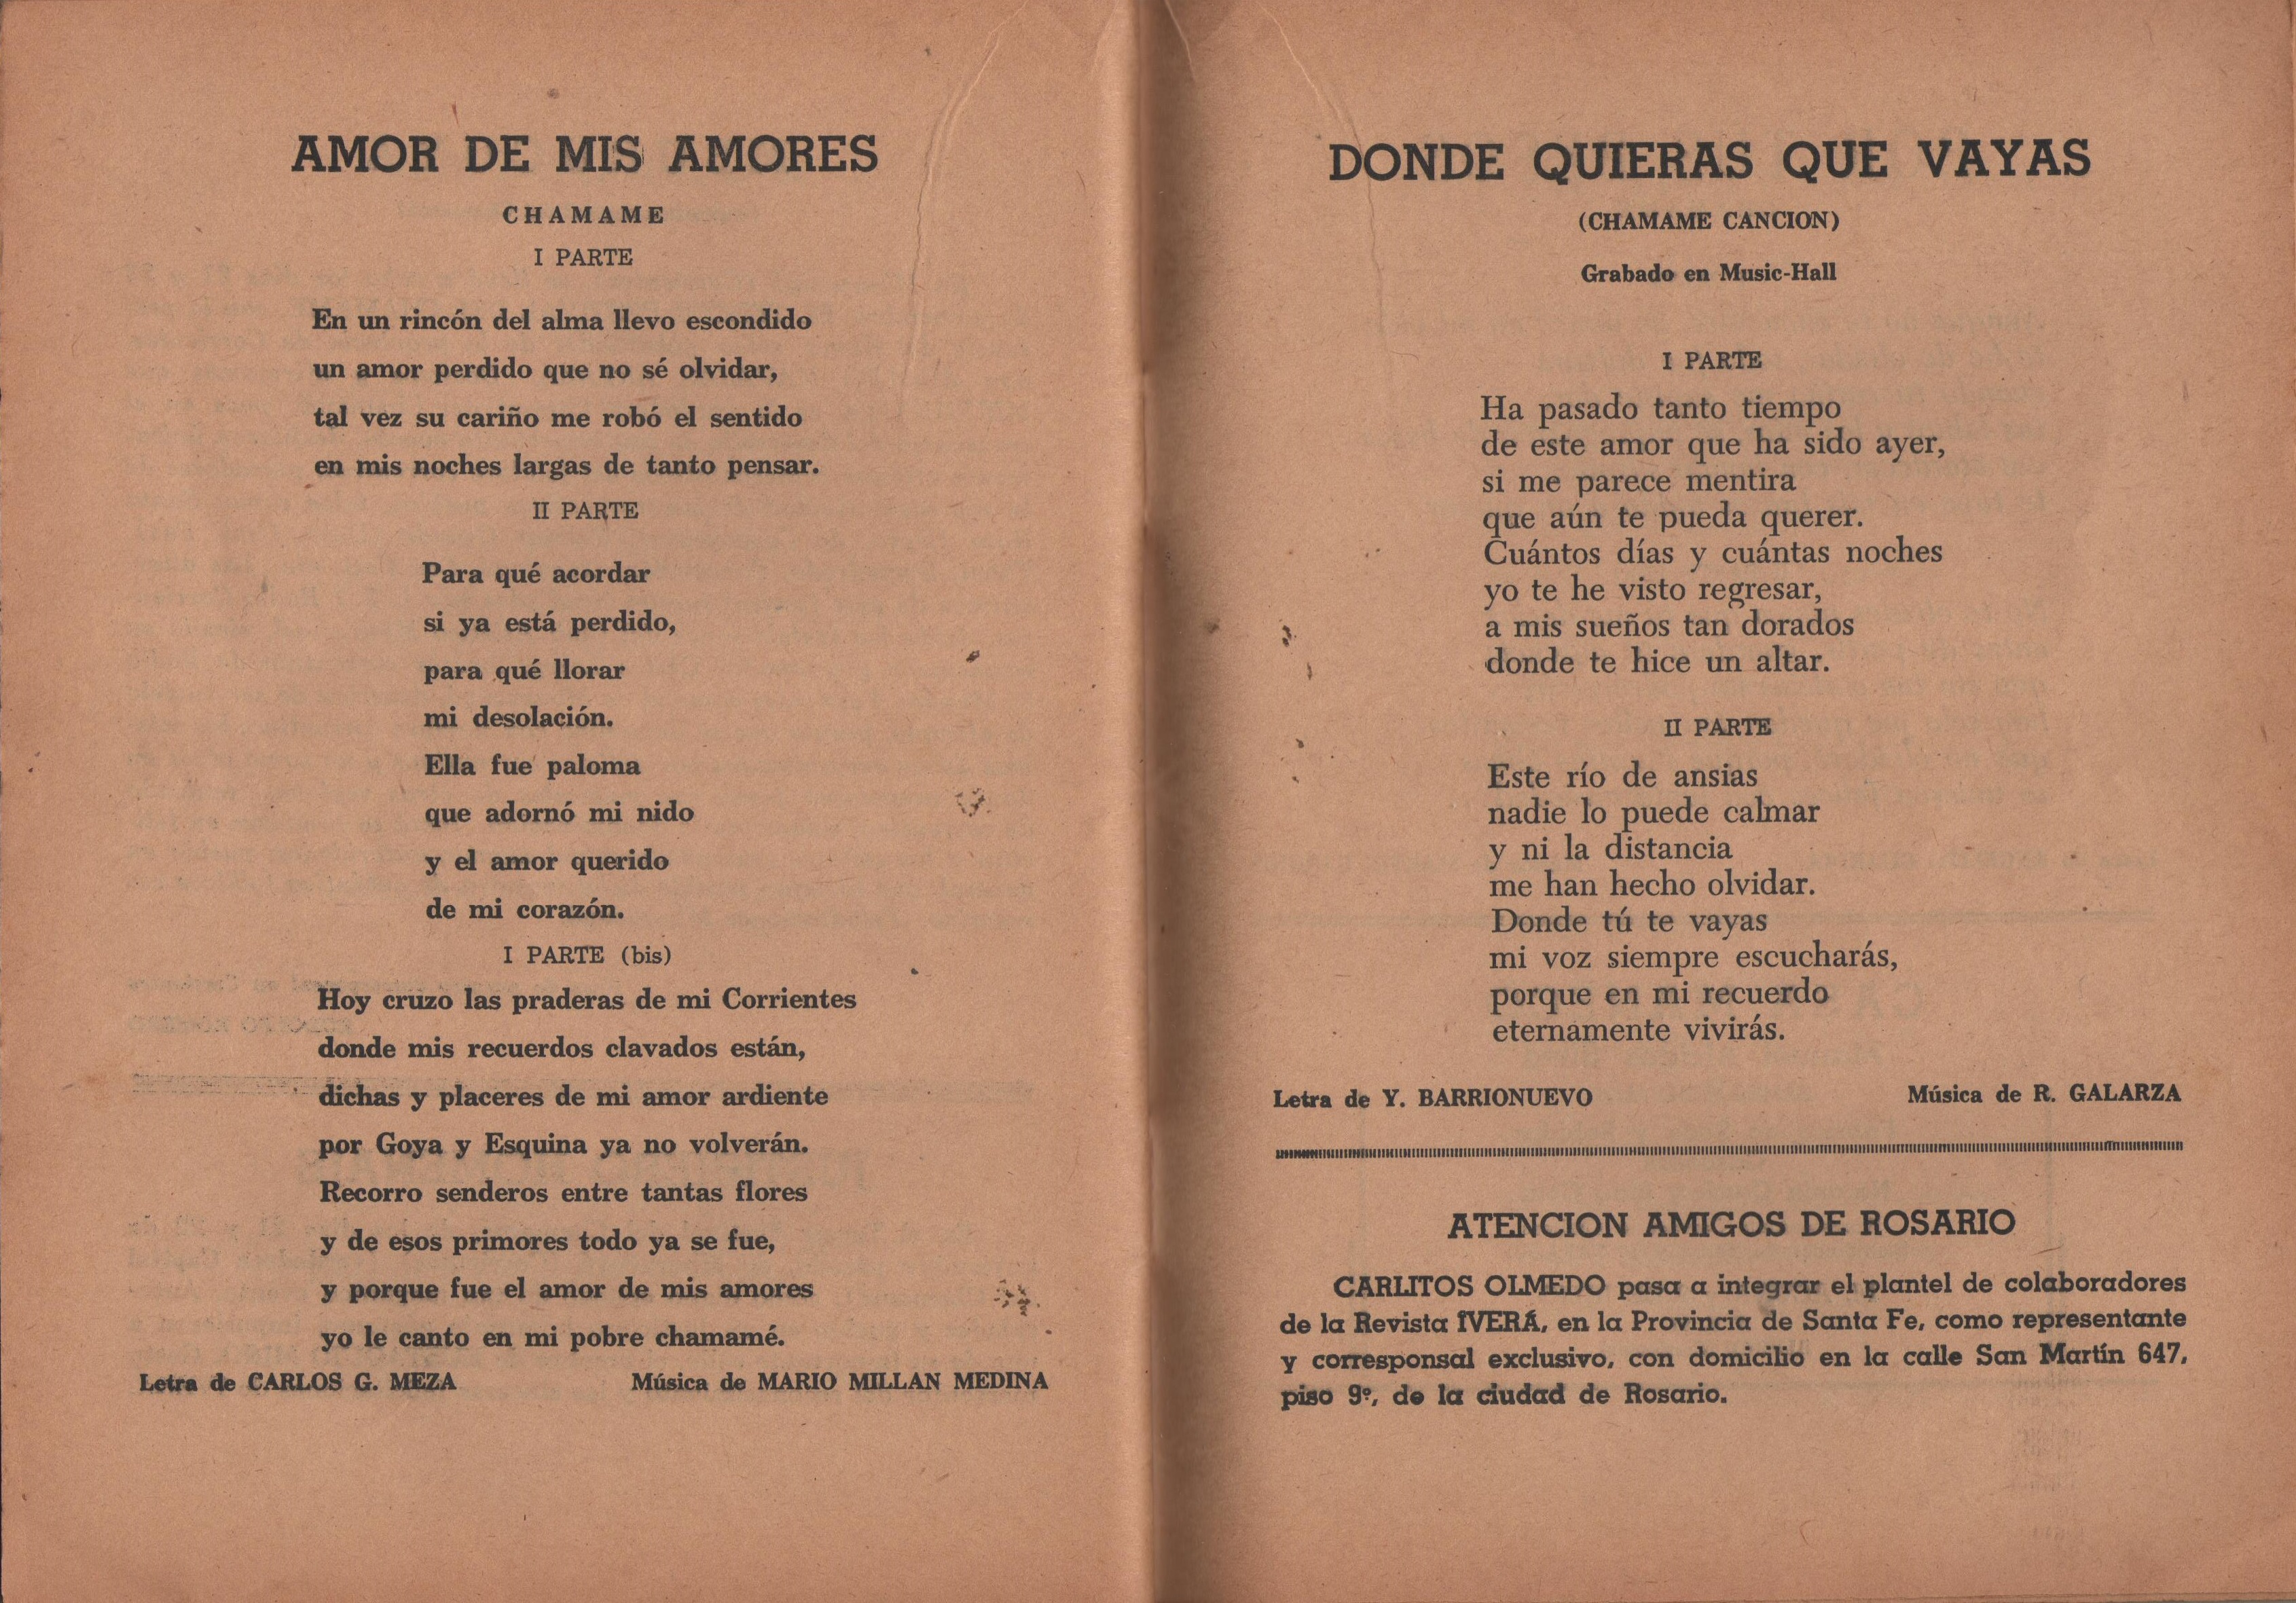 AMOR DE MIS AMORES
CHAMAME
I PARTE
En un rincón del alma llevo escondido
un amor perdido que no sé olvidar,
tal vez su cariño me robó el sentido
en mis noches largas de tanto pensar.
II PARTE
Para qué acordar
si ya está perdido,
para qué llorar
mi desolación.
Ella fue paloma
que adornó mi nido
y el amor querido
de mi corazón.
I PARTE (bis)
Hoy cruzo las praderas de mi Corrientes
donde mis recuerdos clavados están,
dichas y placeres de mi amor ardiente
por Goya y Esquina ya no volverán.
Recorro senderos entre tantas flores
y de esos primores todo ya se fue,
y porque fue el amor de mis amores
yo le canto en mi pobre chamamé.
Letra de CARLOS G. MEZA Música de MARIO MILLAN MEDINA
DONDE QUIERAS QUE VAYAS
(CHAMAME CANCION)
Grabado en Music-Hall
I PARTE
Ha pasado tanto tiempo
de este amor que ha sido ayer,
si me parece mentira
que aún te pueda querer.
Cuántos días y cuántas noches
yo te he visto regresar,
a mis sueños tan dorados
donde te hice un altar.
II PARTE
Este río de ansias
nadie lo puede calmar
y ni la distancia
me han hecho olvidar.
Donde tú te vayas
mi voz siempre escucharás,
porque en mi recuerdo
eternamente vivirás.
Letra de Y. BARRIONUEVO Música de R. GALARZA
ATENCION AMIGOS DE ROSARIO
CARLITOS OLMEDO pasa a integrar el plantel de colaboradores
de la Revista ÍVERÁ, en la Provincia de Santa Fe, como representante
y corresponsal exclusivo, con domicilio en la calle San Martín 647,
piso 9º, de la ciudad de Rosario.